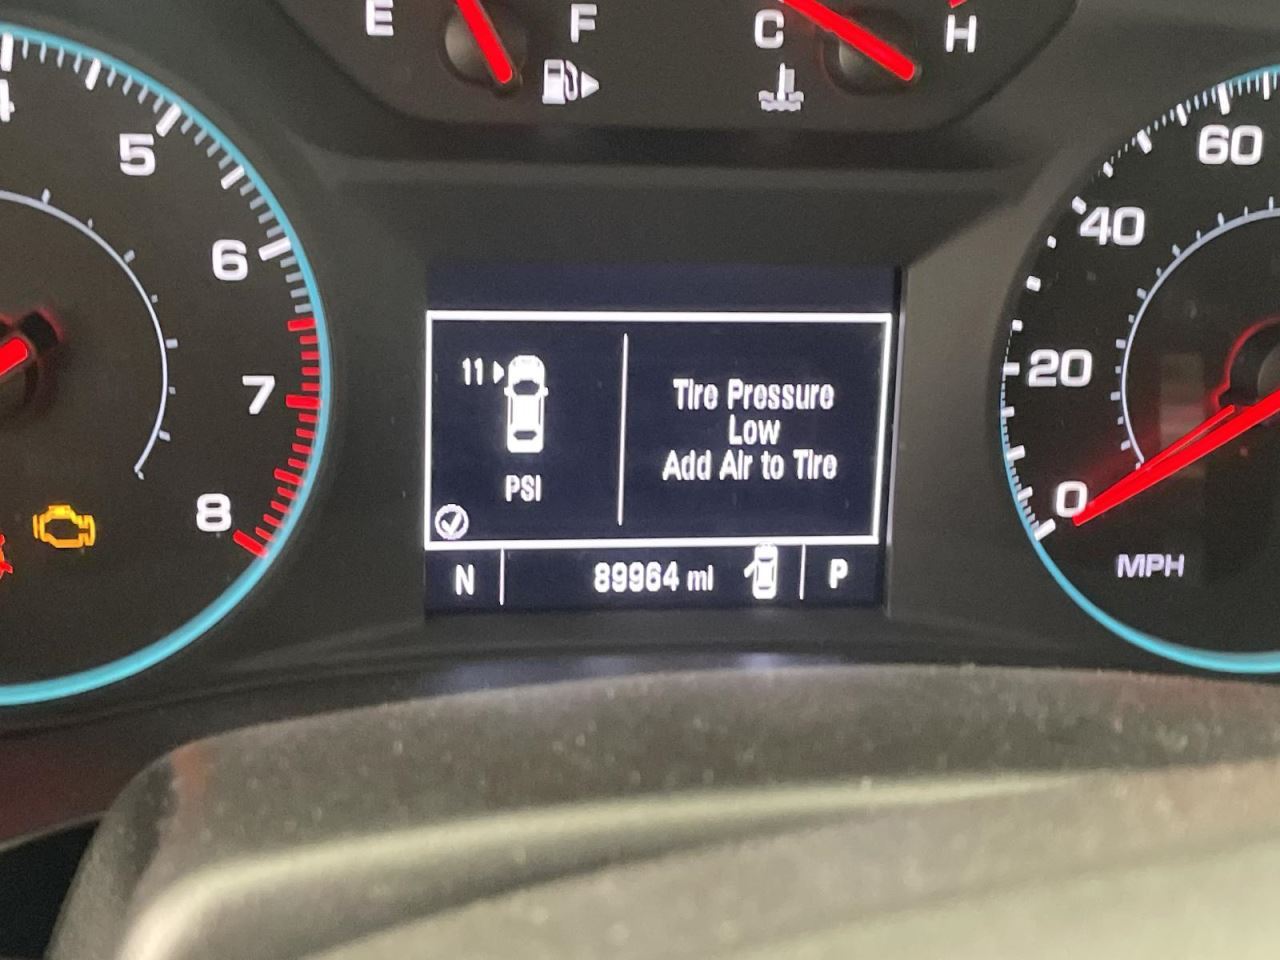 E F C H
4
5
6
7
8
60
40
20
0
MPH
11
PSI
Tire Pressure
Low
Add Air to Tire
N 89964 mi P